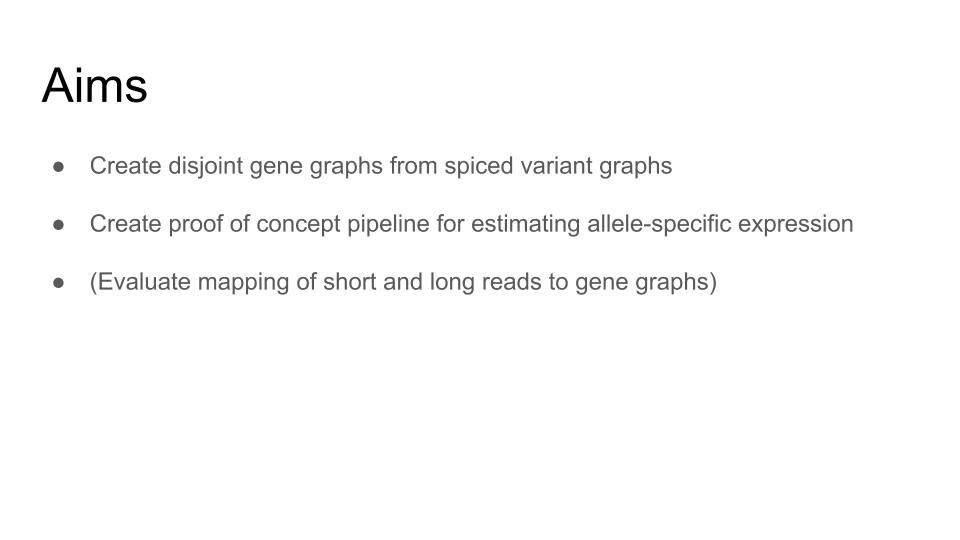 Aims
● Create disjoint gene graphs from spiced variant graphs
● Create proof of concept pipeline for estimating allele-specific expression
● (Evaluate mapping of short and long reads to gene graphs)